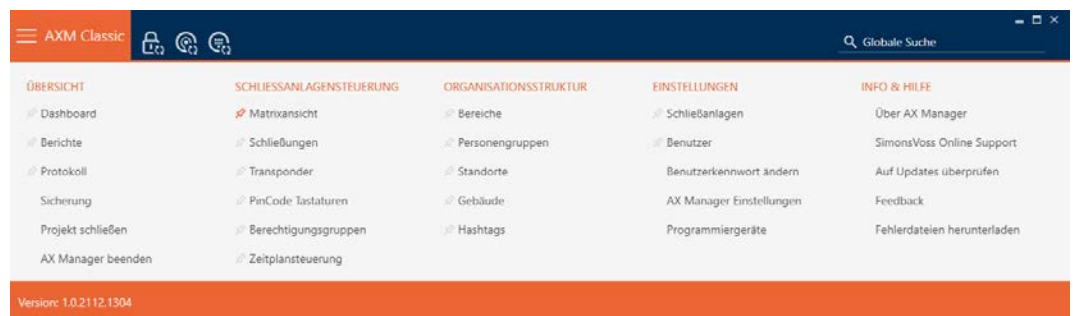 AXM Classic
Globale Suche
ÜBERSICHT
Dashboard
Berichte
Protokoll
Sicherung
Projekt schließen
AX Manager beenden
SCHLIESSANLAGENSTEUERUNG
Matrixansicht
Schließungen
Transponder
PinCode Tastaturen
Berechtigungsgruppen
Zeitplansteuerung
ORGANISATIONSSTRUKTUR
Bereiche
Personengruppen
Standorte
Gebäude
Hashtags
EINSTELLUNGEN
Schließanlagen
Benutzer
Benutzerkennwort ändern
AX Manager Einstellungen
Programmiergeräte
INFO & HILFE
Über AX Manager
SimonsVoss Online Support
Auf Updates überprüfen
Feedback
Fehlerdateien herunterladen
Version: 1.0.2112.1304